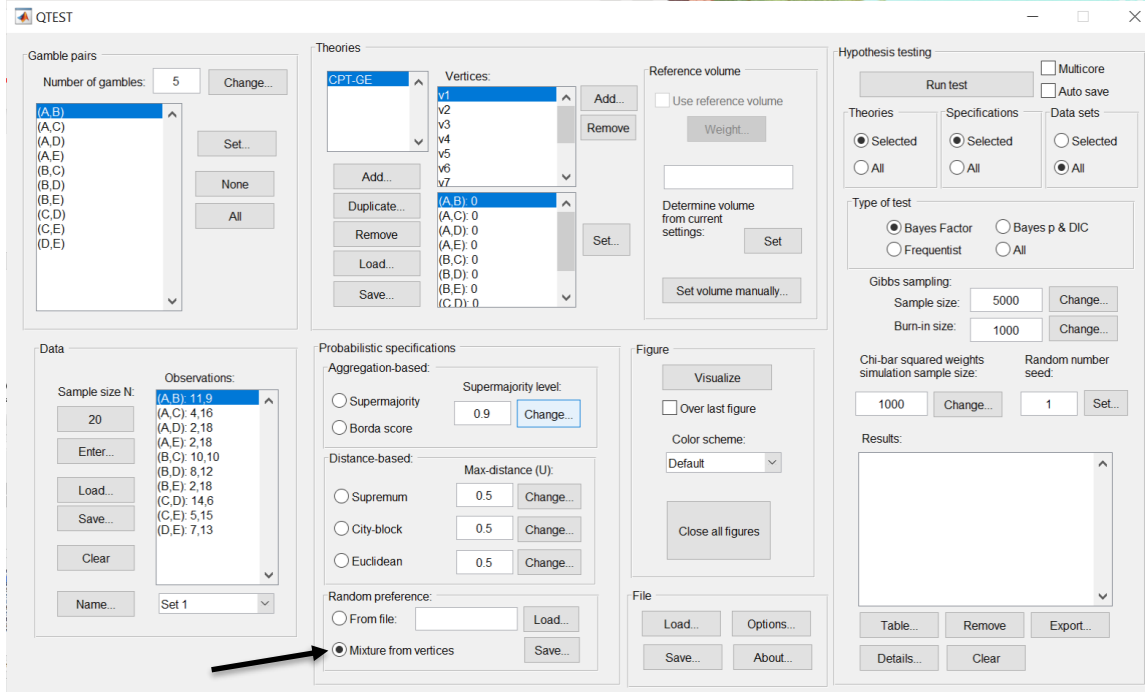 QTEST
Gamble pairs
Number of gambles: 5 Change...
(A,B)
(A,C)
(A,D)
(A,E)
(B,C)
(B,D)
(B,E)
(C,D)
(C,E)
(D,E)
Set...
None
All
Theories
CPT-GE
Add...
Duplicate...
Remove
Load...
Save...
Vertices:
v1
v2
v3
v4
v5
v6
v7
Add...
Remove
(A,B): 0
(A,C): 0
(A,D): 0
(A,E): 0
(B,C): 0
(B,D): 0
(B,E): 0
(C,D): 0
Set...
Reference volume
Use reference volume
Weight...
Determine volume
from current
settings:
Set
Set volume manually...
Hypothesis testing
Run test
Multicore
Auto save
Theories
Selected
All
Specifications
Selected
All
Data sets
Selected
All
Type of test
Bayes Factor
Bayes p & DIC
Frequentist
All
Gibbs sampling:
Sample size: 5000 Change...
Burn-in size: 1000 Change...
Chi-bar squared weights
simulation sample size:
1000 Change...
Random number
seed:
1 Set...
Results:
Table...
Remove
Export...
Details...
Clear
Data
Sample size N:
20
Enter...
Load...
Save...
Clear
Name...
Observations:
(A,B): 11,9
(A,C): 4,16
(A,D): 2,18
(A,E): 2,18
(B,C): 10,10
(B,D): 8,12
(B,E): 2,18
(C,D): 14,6
(C,E): 5,15
(D,E): 7,13
Set 1
Probabilistic specifications
Aggregation-based:
Supermajority
Borda score
Supermajority level:
0.9 Change...
Distance-based:
Max-distance (U):
Supremum 0.5 Change...
City-block 0.5 Change...
Euclidean 0.5 Change...
Random preference:
From file: Load...
Mixture from vertices Save...
Figure
Visualize
Over last figure
Color scheme:
Default
Close all figures
File
Load...
Options...
Save...
About...